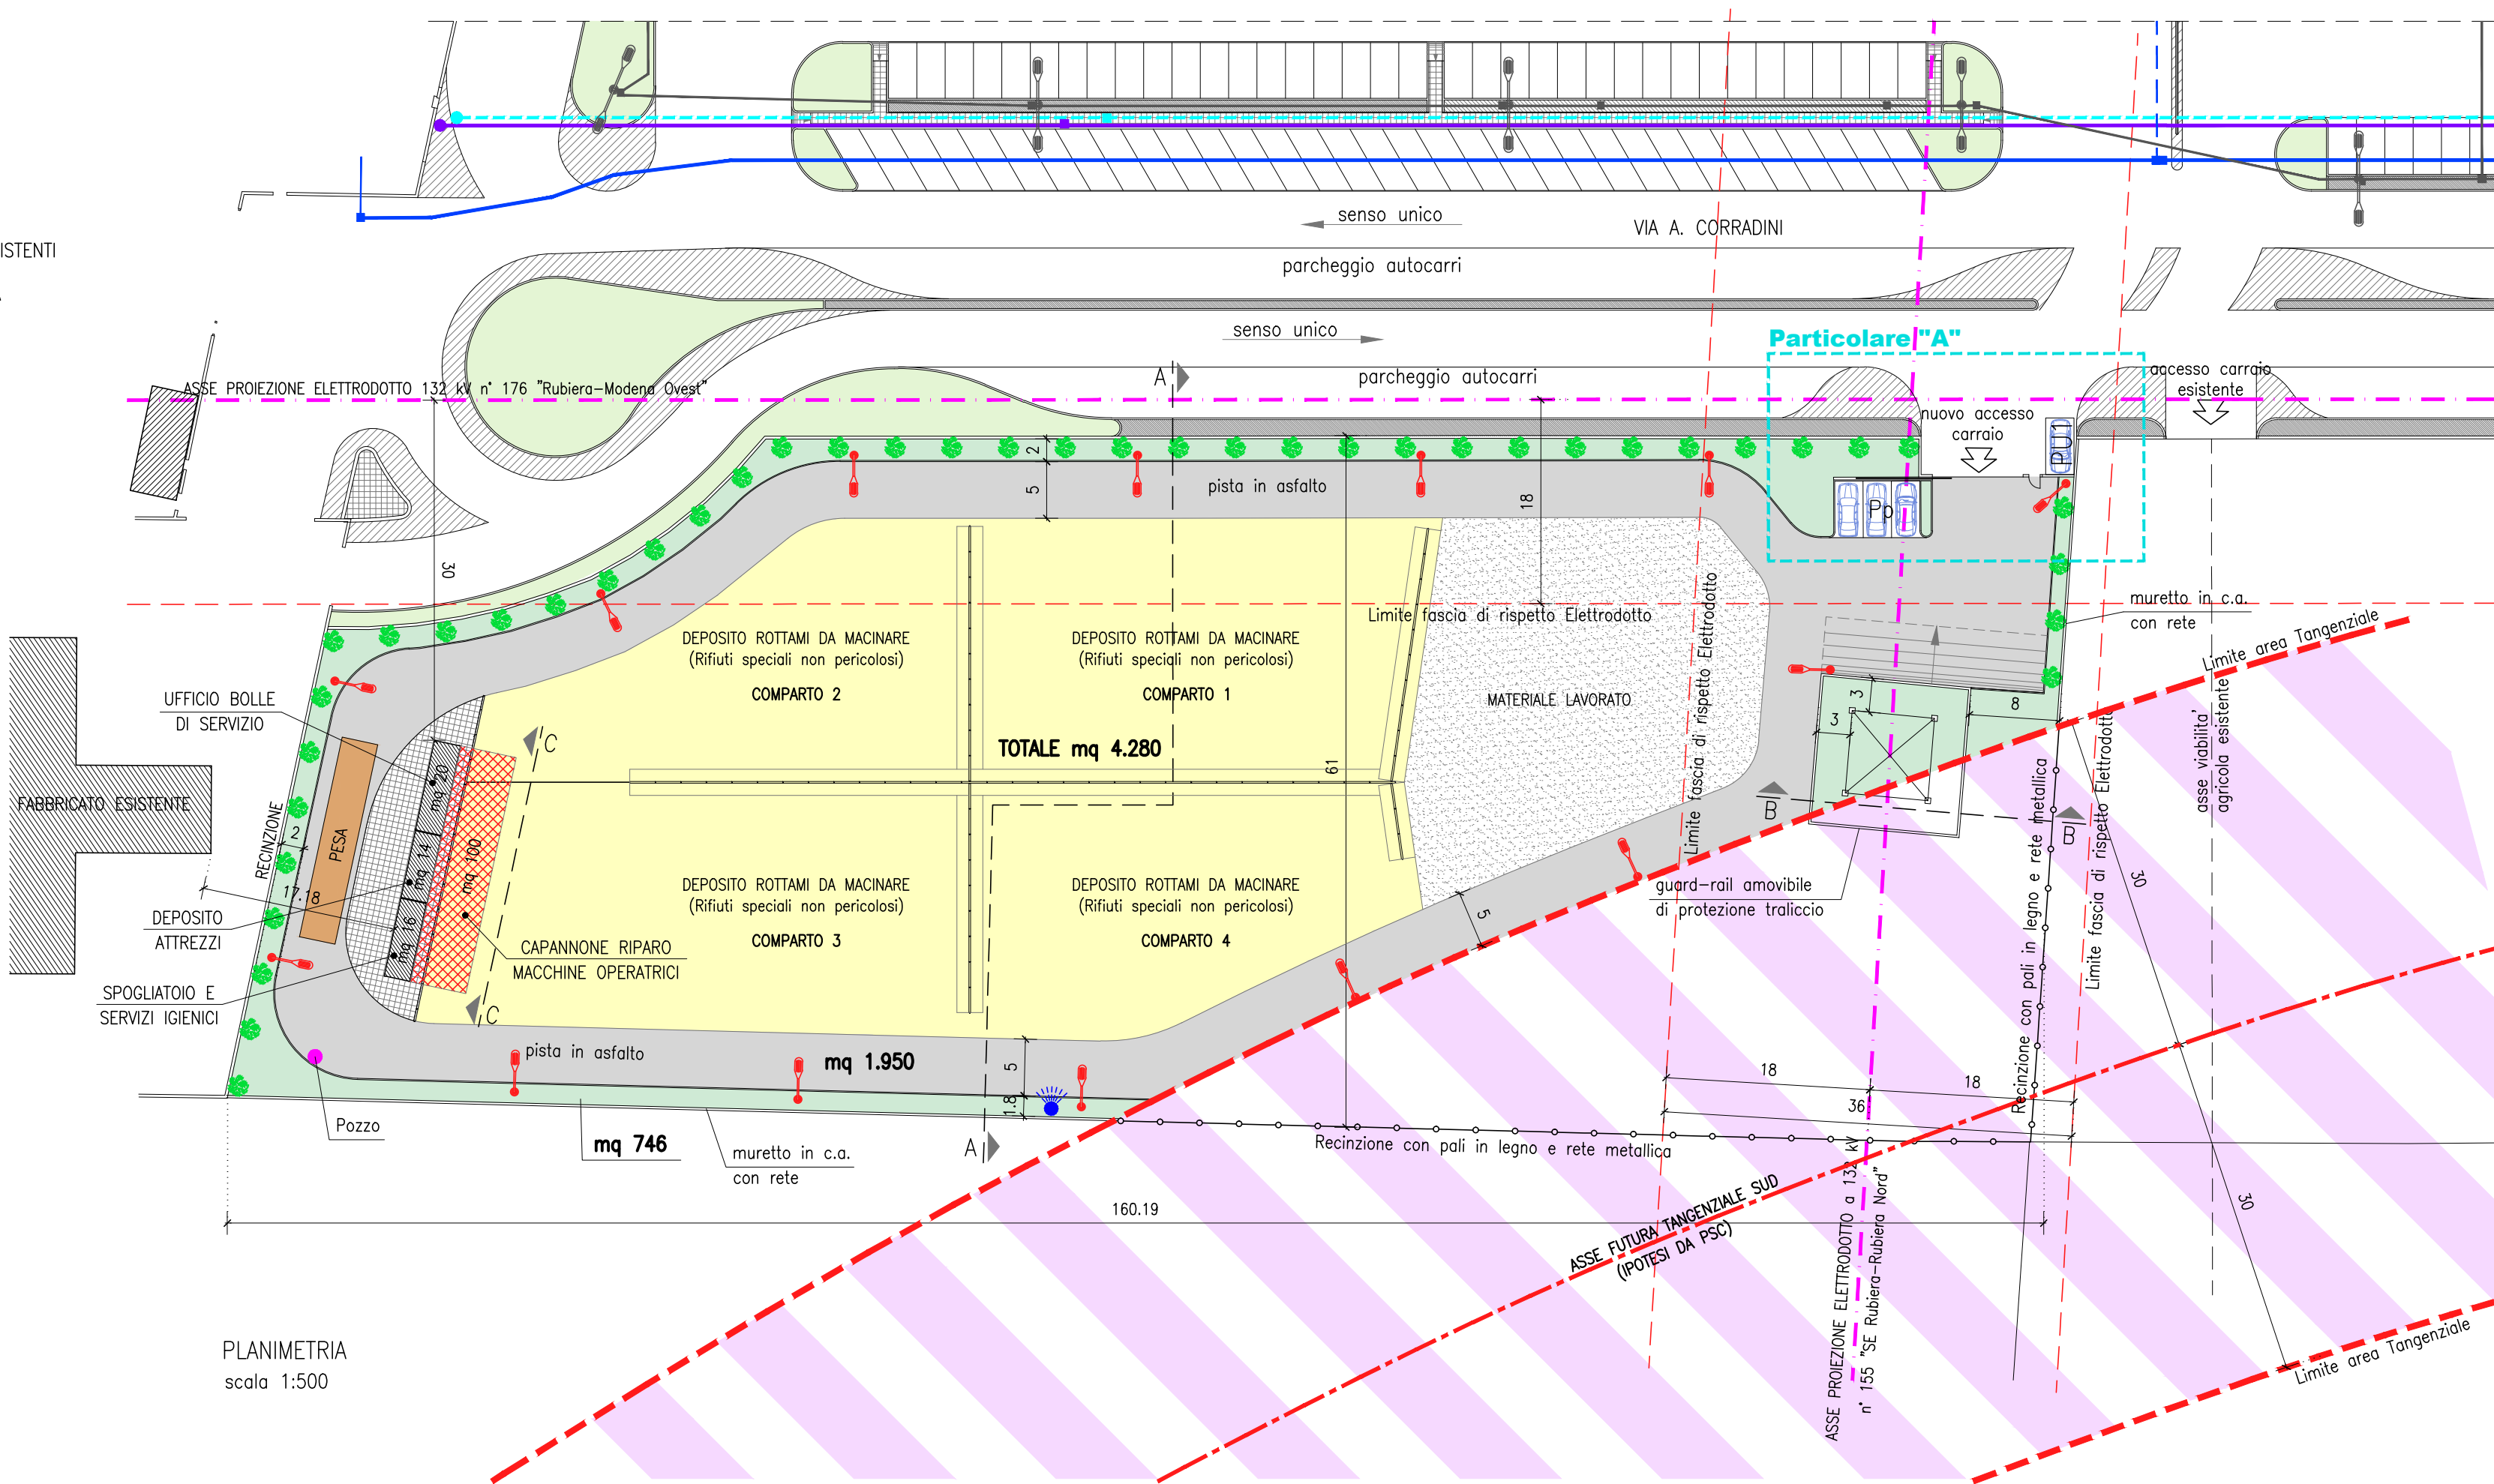 senso unico
VIA A. CORRADINI
ISTENTI
parcheggio autocarri
senso unico
Particolare "A"
ASSE PROIEZIONE ELETTRODOTTO 132 kV n° 176 "Rubiera-Modena Ovest"
A
parcheggio autocarri
accesso carraio
esistente
nuovo accesso
carraio
PU1
2
pista in asfalto
5
18
Pp
30
Limite fascia di rispetto Elettrodotto
muretto in c.a.
con rete
Limite area Tangenziale
DEPOSITO ROTTAMI DA MACINARE
(Rifiuti speciali non pericolosi)
COMPARTO 2
DEPOSITO ROTTAMI DA MACINARE
(Rifiuti speciali non pericolosi)
COMPARTO 1
MATERIALE LAVORATO
Limite fascia di rispetto Elettrodotto
UFFICIO BOLLE
DI SERVIZIO
3
3
8
C
TOTALE mq 4.280
61
mq 20
FABBRICATO ESISTENTE
RECINZIONE
2
PESA
mq 14
mq 100
B
B
asse viabilita'
agricola esistente
17.18
DEPOSITO
ATTREZZI
mq 16
DEPOSITO ROTTAMI DA MACINARE
(Rifiuti speciali non pericolosi)
COMPARTO 3
DEPOSITO ROTTAMI DA MACINARE
(Rifiuti speciali non pericolosi)
COMPARTO 4
guard-rail amovibile
di protezione traliccio
5
30
Recinzione con pali in legno e rete metallica
Limite fascia di rispetto Elettrodotto
CAPANNONE RIPARO
MACCHINE OPERATRICI
SPOGLIATOIO E
SERVIZI IGIENICI
C
pista in asfalto
mq 1.950
5
1.8
18
18
36
Pozzo
mq 746
muretto in c.a.
con rete
A
Recinzione con pali in legno e rete metallica
160.19
30
ASSE FUTURA TANGENZIALE SUD
(IPOTESI DA PSC)
ASSE PROIEZIONE ELETTRODOTTO a 132 kV
n° 155 "SE Rubiera-Rubiera Nord"
Limite area Tangenziale
PLANIMETRIA
scala 1:500